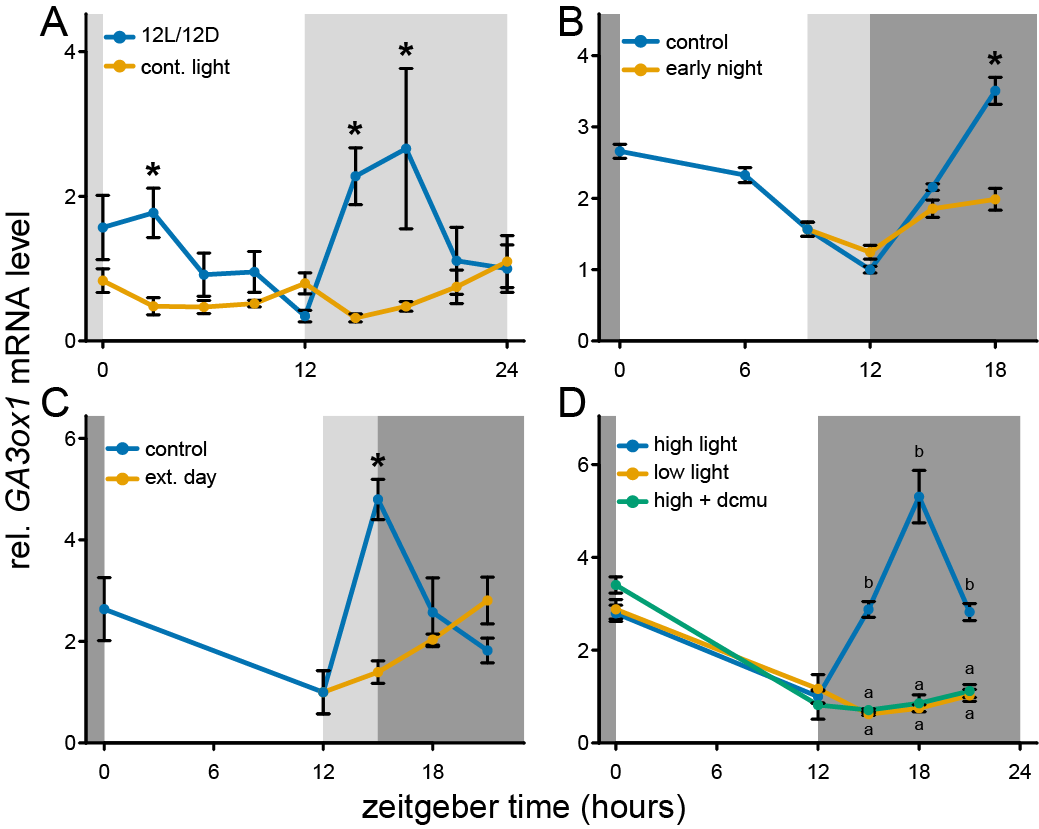 A
12L/12D
cont. light
*
*
*
4
2
0
0
12
24
B
control
early night
*
4
3
2
1
0
0
6
12
18
rel. GA3ox1 mRNA level
C
control
ext. day
*
6
4
2
0
0
6
12
18
D
high light
low light
high + dcmu
b
b
b
a
a
a
a
a
a
6
4
2
0
0
6
12
18
24
zeitgeber time (hours)